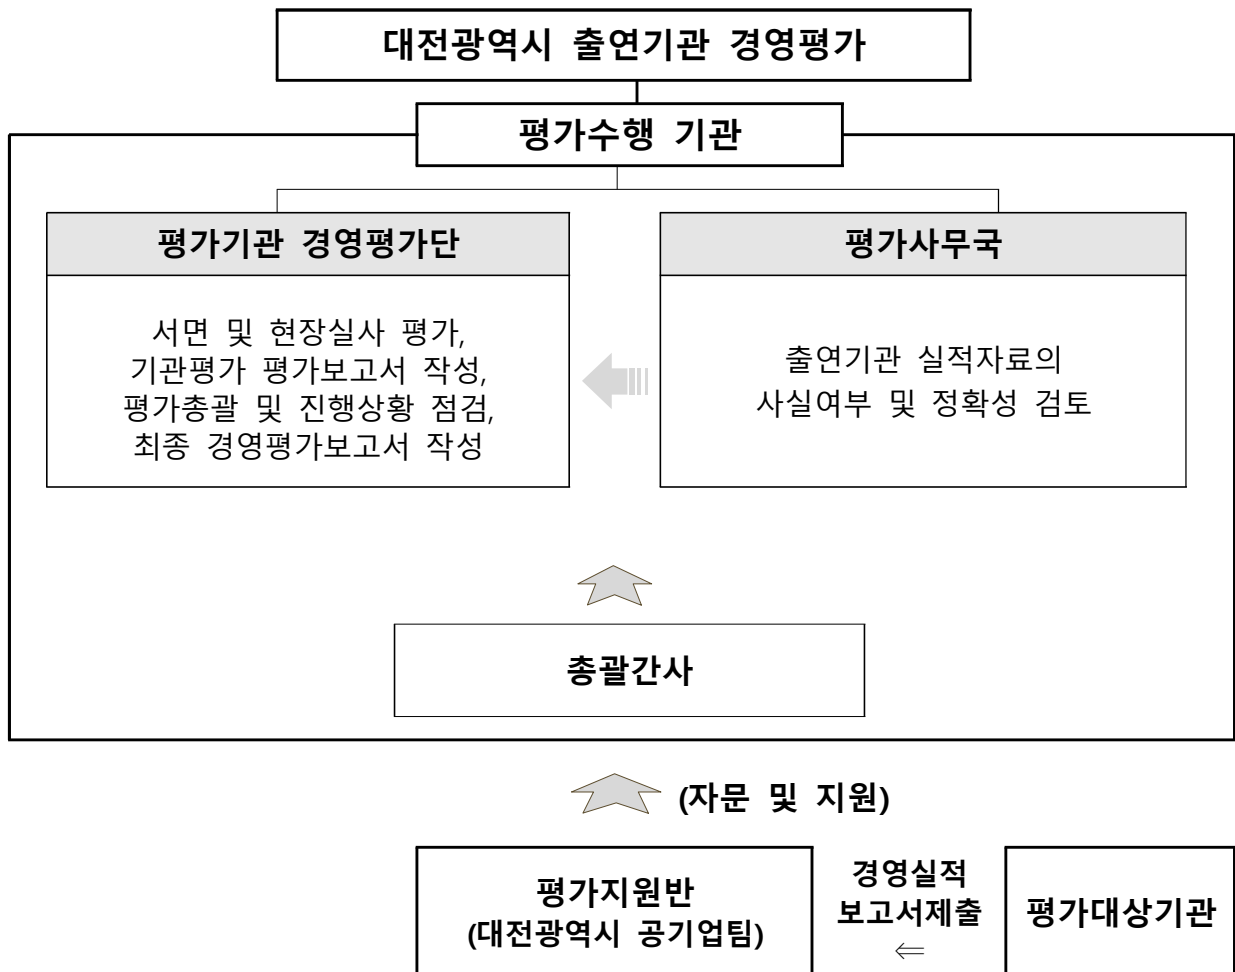 대전광역시 출연기관 경영평가
평가수행 기관
평가기관 경영평가단
서면 및 현장실사 평가,
기관평가 평가보고서 작성,
평가총괄 및 진행상황 점검,
최종 경영평가보고서 작성
평가사무국
출연기관 실적자료의
사실여부 및 정확성 검토
총괄간사
(자문 및 지원)
평가지원반
(대전광역시 공기업팀)
경영실적
보고서제출
⇐
평가대상기관